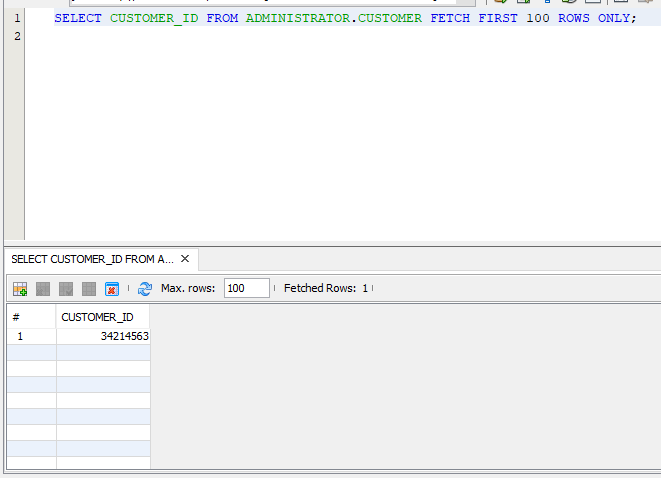 1 SELECT CUSTOMER_ID FROM ADMINISTRATOR.CUSTOMER FETCH FIRST 100 ROWS ONLY;
2
SELECT CUSTOMER_ID FROM A...
Max. rows: 100 Fetched Rows: 1
# CUSTOMER_ID
1 34214563